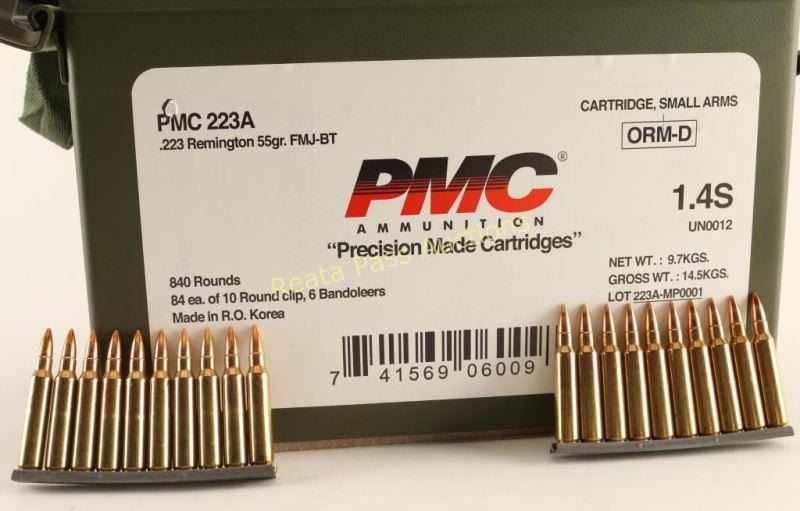 PMC 223A
.223 Remington 55gr. FMJ-BT
CARTRIDGE, SMALL ARMS
ORM-D
PMC®
AMMUNITION
"Precision Made Cartridges"
1.4S
UN0012
840 Rounds
84 ea. of 10 Round clip, 6 Bandoleers
Made in R.O. Korea
NET WT. : 9.7KGS.
GROSS WT. : 14.5KGS.
LOT 223A-MP0001
7 41569 06009
Reata Pass Auctions